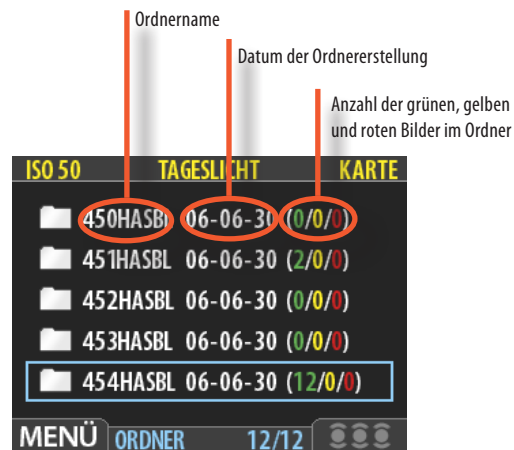 Ordnername
Datum der Ordnererstellung
Anzahl der grünen, gelben
und roten Bilder im Ordner
ISO 50 TAGESLICHT KARTE
450HASBL 06-06-30 (0/0/0)
451HASBL 06-06-30 (2/0/0)
452HASBL 06-06-30 (0/0/0)
453HASBL 06-06-30 (0/0/0)
454HASBL 06-06-30 (12/0/0)
MENÜ ORDNER 12/12